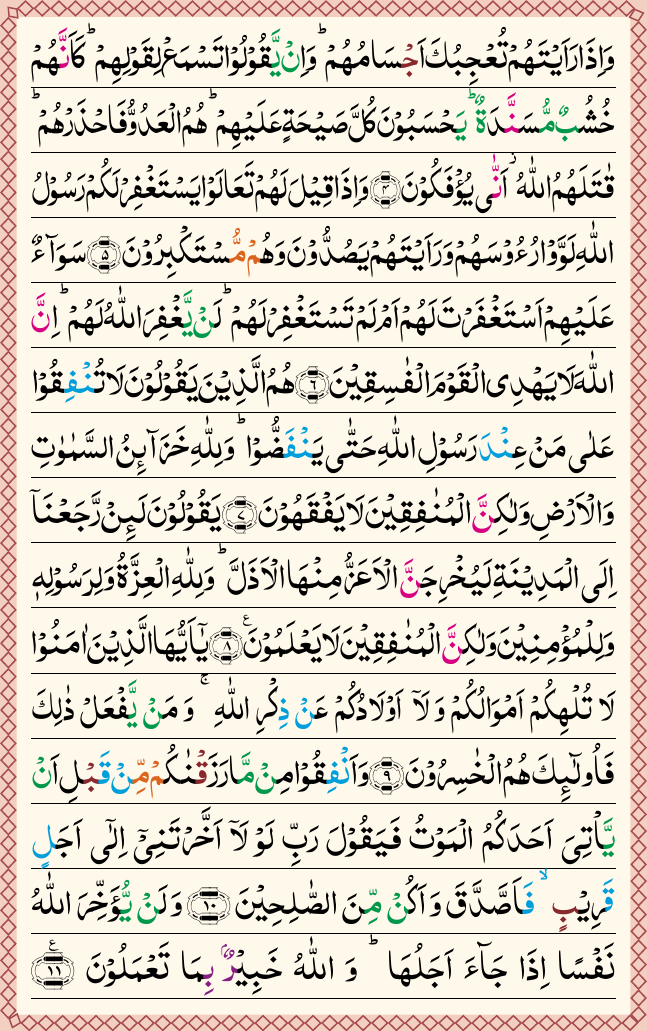 وَاِذَا رَاَيۡتَهُمۡ تُعۡجِبُكَ اَجۡسَامُهُمۡ​ ؕ وَاِنۡ يَّقُوۡلُوۡا تَسۡمَعۡ لِقَوۡلِهِمۡ​ ؕ كَاَنَّهُمۡ
خُشُبٌ مُّسَنَّدَةٌ​ ؕ يَحۡسَبُوۡنَ كُلَّ صَيۡحَةٍ عَلَيۡهِمۡ​ ؕ هُمُ الۡعَدُوُّ فَاحۡذَرۡهُمۡ​ ؕ
قٰتَلَهُمُ اللّٰهُ​ ۚ اَنّٰى يُؤۡفَكُوۡنَ ﴿۴﴾ وَاِذَا قِيۡلَ لَهُمۡ تَعَالَوۡا يَسۡتَغۡفِرۡ لَـكُمۡ رَسُوۡلُ
اللّٰهِ لَـوَّوۡا رُءُوۡسَهُمۡ وَرَاَيۡتَهُمۡ يَصُدُّوۡنَ وَهُمۡ مُّسۡتَكۡبِرُوۡنَ ﴿۵﴾ سَوَآءٌ
عَلَيۡهِمۡ اَسۡتَغۡفَرۡتَ لَهُمۡ اَمۡ لَمۡ تَسۡتَغۡفِرۡ لَهُمۡؕ لَنۡ يَّغۡفِرَ اللّٰهُ لَهُمۡؕ اِنَّ
اللّٰهَ لَا يَهۡدِى الۡقَوۡمَ الۡفٰسِقِيۡنَ ﴿۶﴾ هُمُ الَّذِيۡنَ يَقُوۡلُوۡنَ لَا تُنۡفِقُوۡا
عَلٰى مَنۡ عِنۡدَ رَسُوۡلِ اللّٰهِ حَتّٰى يَنۡفَضُّوۡاؕ وَلِلّٰهِ خَزَآٮِٕنُ السَّمٰوٰتِ
وَالۡاَرۡضِ وَلٰـكِنَّ الۡمُنٰفِقِيۡنَ لَا يَفۡقَهُوۡنَ ﴿۷﴾ يَقُوۡلُوۡنَ لَٮِٕنۡ رَّجَعۡنَاۤ
اِلَى الۡمَدِيۡنَةِ لَيُخۡرِجَنَّ الۡاَعَزُّ مِنۡهَا الۡاَذَلَّ ؕ وَلِلّٰهِ الۡعِزَّةُ وَلِرَسُوۡلِهٖ
وَلِلۡمُؤۡمِنِيۡنَ وَلٰـكِنَّ الۡمُنٰفِقِيۡنَ لَا يَعۡلَمُوۡنَ ﴿۸﴾ يٰۤاَيُّهَا الَّذِيۡنَ اٰمَنُوۡا
لَا تُلۡهِكُمۡ اَمۡوَالُكُمۡ وَلَاۤ اَوۡلَادُكُمۡ عَنۡ ذِكۡرِ اللّٰهِ​ ۚ وَمَنۡ يَّفۡعَلۡ ذٰلِكَ
فَاُولٰٓٮِٕكَ هُمُ الۡخٰسِرُوۡنَ ﴿۹﴾ وَاَنۡفِقُوۡا مِنۡ مَّا رَزَقۡنٰكُمۡ مِّنۡ قَبۡلِ اَنۡ
يَّاۡتِىَ اَحَدَكُمُ الۡمَوۡتُ فَيَقُوۡلَ رَبِّ لَوۡلَاۤ اَخَّرۡتَنِىۡۤ اِلٰٓى اَجَلٍ
قَرِيۡبٍۙ فَاَصَّدَّقَ وَاَكُنۡ مِّنَ الصّٰلِحِيۡنَ ﴿۱۰﴾ وَلَنۡ يُّؤَخِّرَ اللّٰهُ
نَفۡسًا اِذَا جَآءَ اَجَلُهَا​ؕ وَاللّٰهُ خَبِيۡرٌۢ بِمَا تَعۡمَلُوۡنَ ﴿۱۱﴾